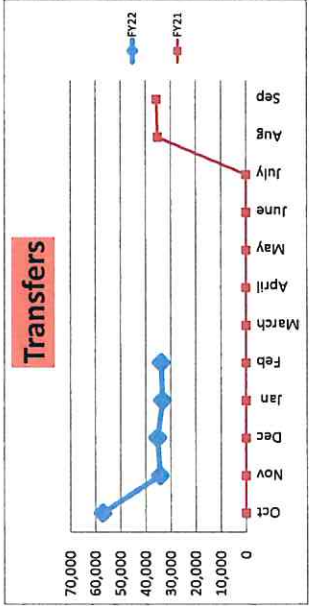 Transfers
70,000
60,000
50,000
40,000
30,000
20,000
10,000
0
Oct
Nov
Dec
Jan
Feb
March
April
May
June
July
Aug
Sep
FY22
FY21